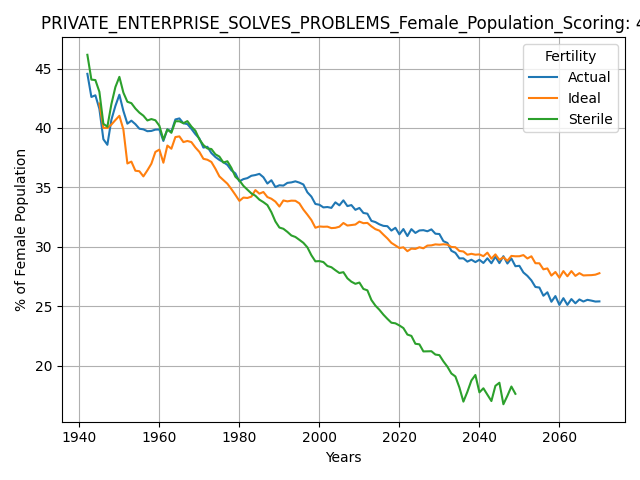 PRIVATE_ENTERPRISE_SOLVES_PROBLEMS_Female_Population_Scoring: 4
Fertility
Actual
Ideal
Sterile
% of Female Population
45
40
35
30
25
20
1940 1960 1980 2000 2020 2040 2060
Years